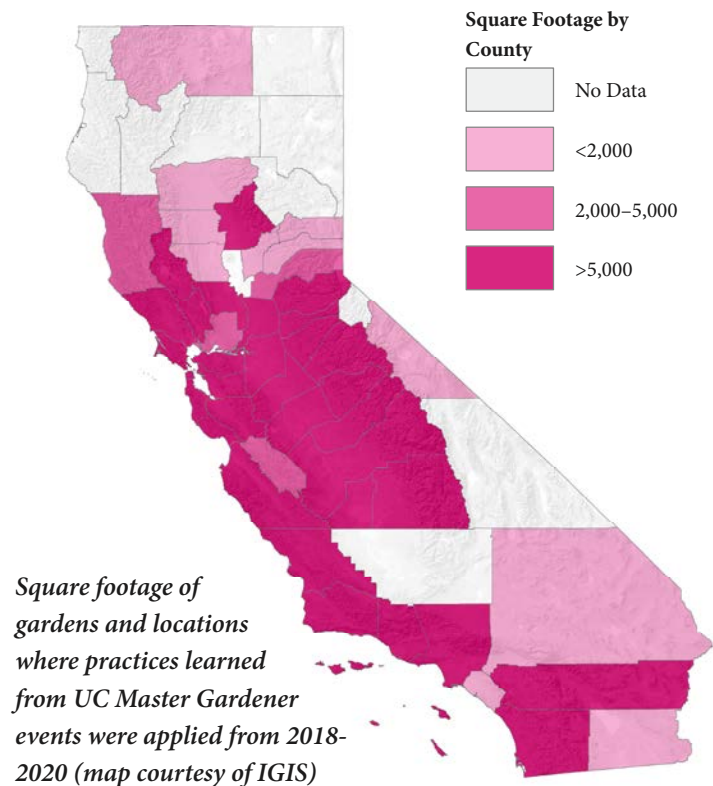 Square Footage by
County
No Data
<2,000
2,000–5,000
>5,000
Square footage of
gardens and locations
where practices learned
from UC Master Gardener
events were applied from 2018-
2020 (map courtesy of IGIS)